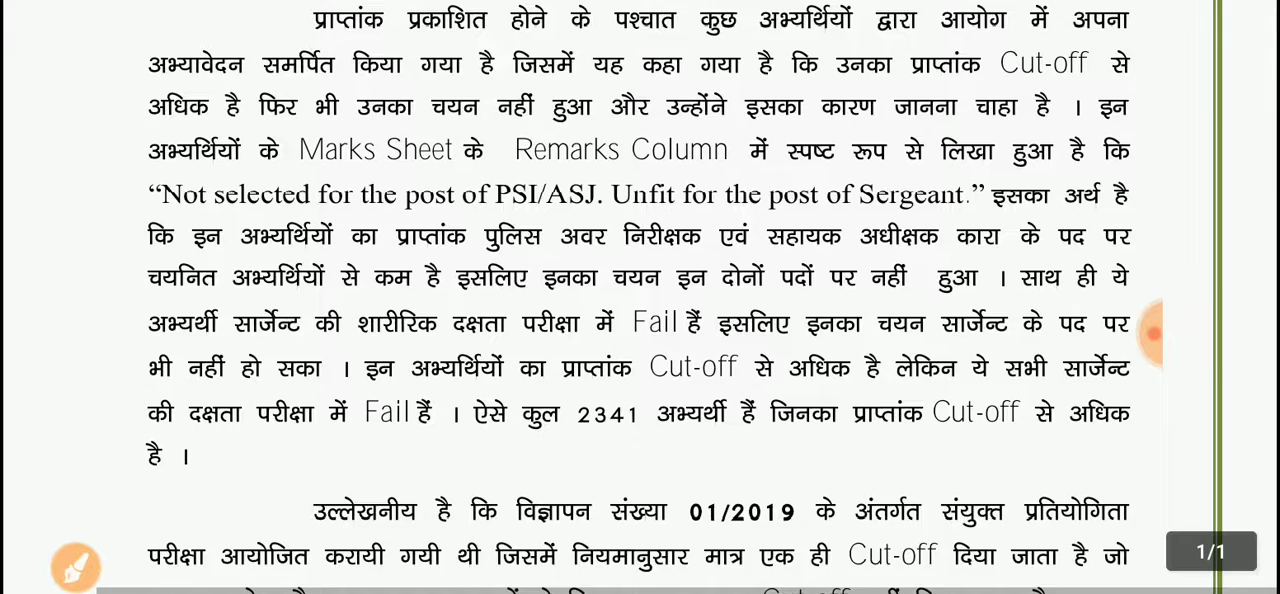 प्राप्तांक प्रकाशित होने के पश्चात कुछ अभ्यर्थियों द्वारा आयोग में अपना
अभ्यावेदन समर्पित किया गया है जिसमें यह कहा गया है कि उनका प्राप्तांक Cut-off से
अधिक है फिर भी उनका चयन नहीं हुआ और उन्होंने इसका कारण जानना चाहा है । इन
अभ्यर्थियों के Marks Sheet के Remarks Column में स्पष्ट रूप से लिखा हुआ है कि
“Not selected for the post of PSI/ASJ. Unfit for the post of Sergeant.” इसका अर्थ है
कि इन अभ्यर्थियों का प्राप्तांक पुलिस अवर निरीक्षक एवं सहायक अधीक्षक कारा के पद पर
चयनित अभ्यर्थियों से कम है इसलिए इनका चयन इन दोनों पदों पर नहीं हुआ । साथ ही ये
अभ्यर्थी सार्जेन्ट की शारीरिक दक्षता परीक्षा में Fail हैं इसलिए इनका चयन सार्जेन्ट के पद पर
भी नहीं हो सका । इन अभ्यर्थियों का प्राप्तांक Cut-off से अधिक है लेकिन ये सभी सार्जेन्ट
की दक्षता परीक्षा में Fail हैं । ऐसे कुल 2341 अभ्यर्थी हैं जिनका प्राप्तांक Cut-off से अधिक
है ।
उल्लेखनीय है कि विज्ञापन संख्या 01/2019 के अंतर्गत संयुक्त प्रतियोगिता
परीक्षा आयोजित करायी गयी थी जिसमें नियमानुसार मात्र एक ही Cut-off दिया जाता है जो
1/1